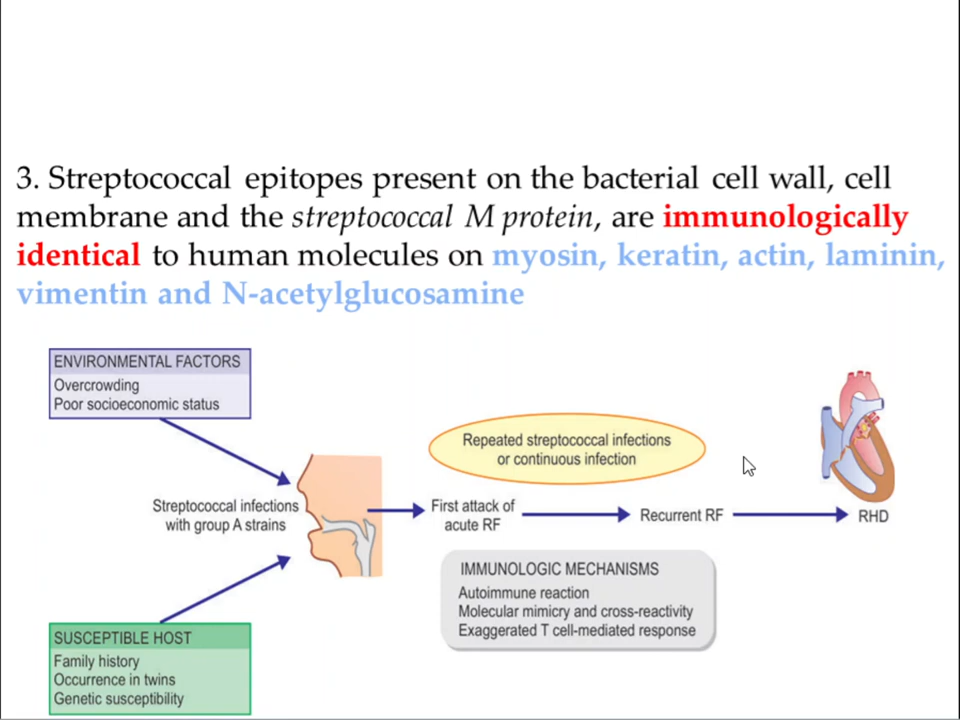 3. Streptococcal epitopes present on the bacterial cell wall, cell
membrane and the streptococcal M protein, are immunologically
identical to human molecules on myosin, keratin, actin, laminin,
vimentin and N-acetylglucosamine
ENVIRONMENTAL FACTORS
Overcrowding
Poor socioeconomic status
Repeated streptococcal infections
or continuous infection
Streptococcal infections
with group A strains
First attack of
acute RF
Recurrent RF
RHD
IMMUNOLOGIC MECHANISMS
Autoimmune reaction
Molecular mimicry and cross-reactivity
Exaggerated T cell-mediated response
SUSCEPTIBLE HOST
Family history
Occurrence in twins
Genetic susceptibility